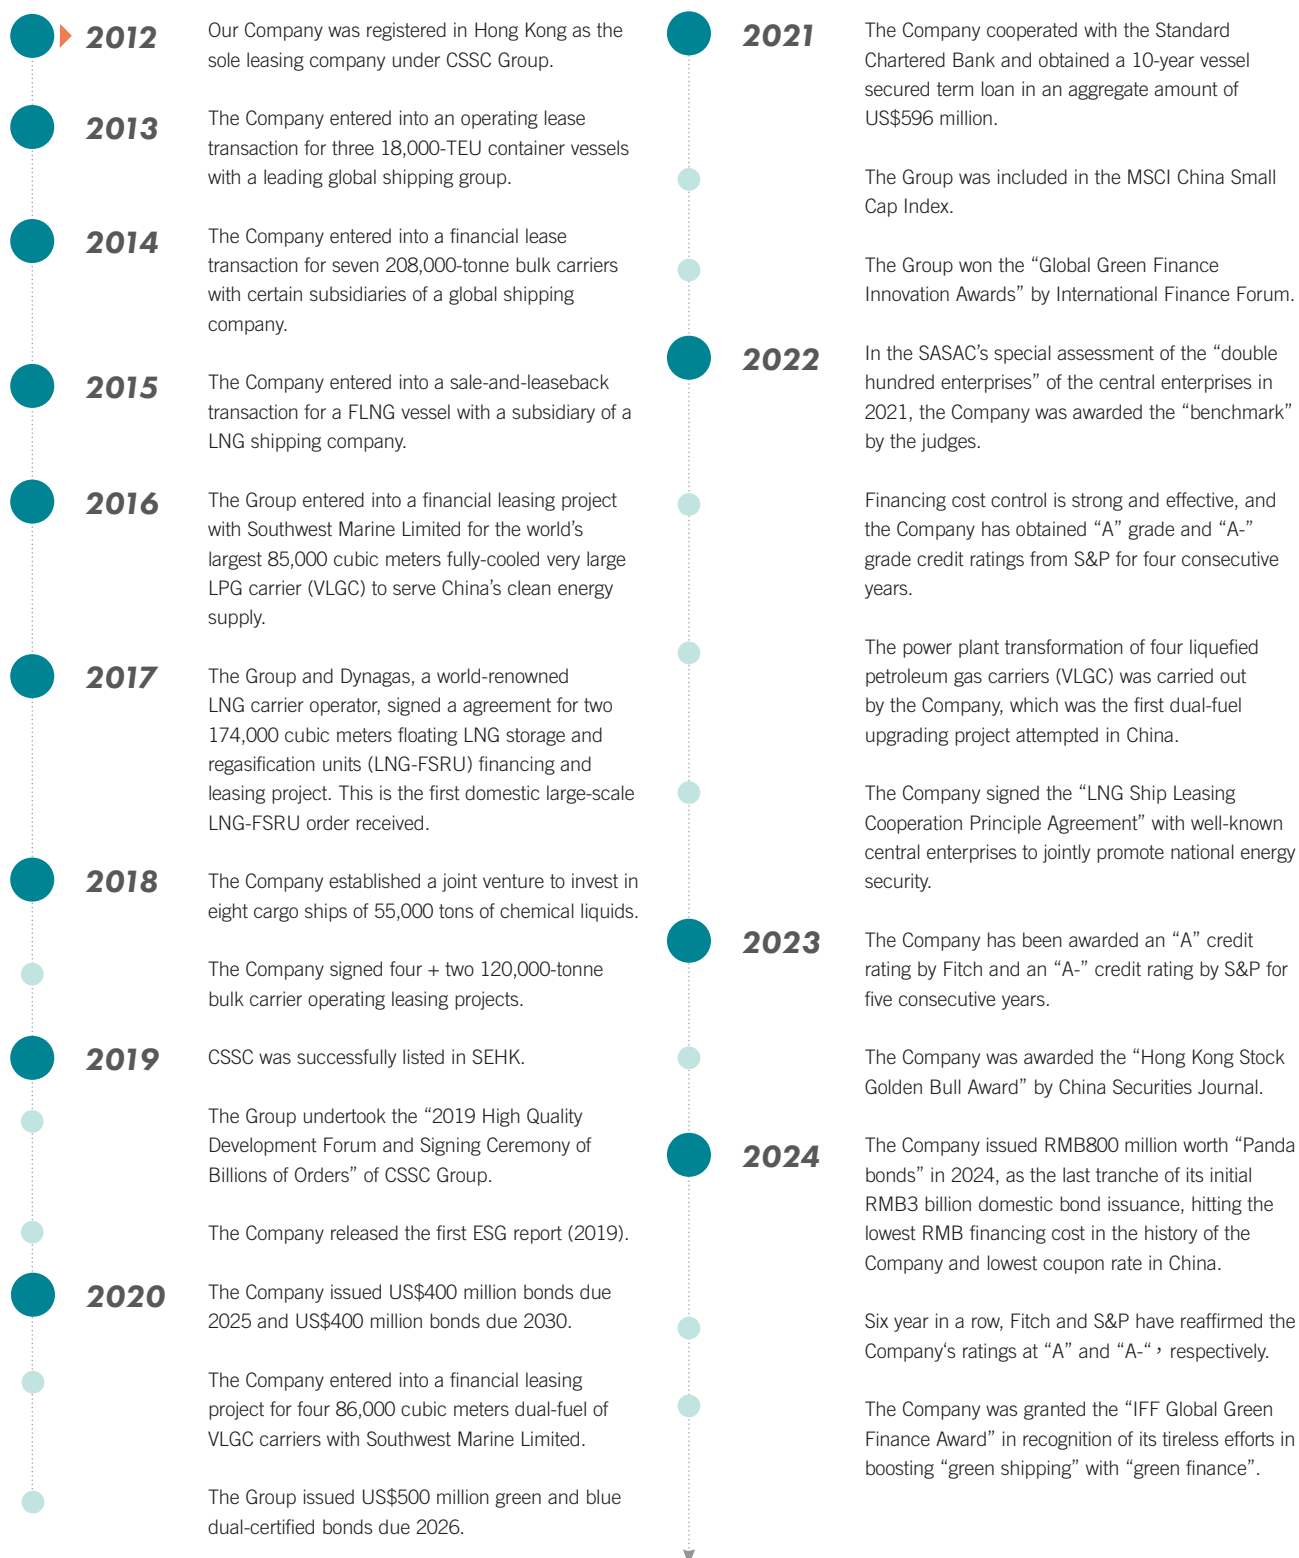 2012
Our Company was registered in Hong Kong as the
sole leasing company under CSSC Group.
2013
The Company entered into an operating lease
transaction for three 18,000-TEU container vessels
with a leading global shipping group.
2014
The Company entered into a financial lease
transaction for seven 208,000-tonne bulk carriers
with certain subsidiaries of a global shipping
company.
2015
The Company entered into a sale-and-leaseback
transaction for a FLNG vessel with a subsidiary of a
LNG shipping company.
2016
The Group entered into a financial leasing project
with Southwest Marine Limited for the world’s
largest 85,000 cubic meters fully-cooled very large
LPG carrier (VLGC) to serve China’s clean energy
supply.
2017
The Group and Dynagas, a world-renowned
LNG carrier operator, signed a agreement for two
174,000 cubic meters floating LNG storage and
regasification units (LNG-FSRU) financing and
leasing project. This is the first domestic large-scale
LNG-FSRU order received.
2018
The Company established a joint venture to invest in
eight cargo ships of 55,000 tons of chemical liquids.
The Company signed four + two 120,000-tonne
bulk carrier operating leasing projects.
2019
CSSC was successfully listed in SEHK.
The Group undertook the “2019 High Quality
Development Forum and Signing Ceremony of
Billions of Orders” of CSSC Group.
The Company released the first ESG report (2019).
2020
The Company issued US$400 million bonds due
2025 and US$400 million bonds due 2030.
The Company entered into a financial leasing
project for four 86,000 cubic meters dual-fuel of
VLGC carriers with Southwest Marine Limited.
The Group issued US$500 million green and blue
dual-certified bonds due 2026.
2021
The Company cooperated with the Standard
Chartered Bank and obtained a 10-year vessel
secured term loan in an aggregate amount of
US$596 million.
The Group was included in the MSCI China Small
Cap Index.
The Group won the “Global Green Finance
Innovation Awards” by International Finance Forum.
2022
In the SASAC’s special assessment of the “double
hundred enterprises” of the central enterprises in
2021, the Company was awarded the “benchmark”
by the judges.
Financing cost control is strong and effective, and
the Company has obtained “A” grade and “A-”
grade credit ratings from S&P for four consecutive
years.
The power plant transformation of four liquefied
petroleum gas carriers (VLGC) was carried out
by the Company, which was the first dual-fuel
upgrading project attempted in China.
The Company signed the “LNG Ship Leasing
Cooperation Principle Agreement” with well-known
central enterprises to jointly promote national energy
security.
2023
The Company has been awarded an “A” credit
rating by Fitch and an “A-” credit rating by S&P for
five consecutive years.
The Company was awarded the “Hong Kong Stock
Golden Bull Award” by China Securities Journal.
2024
The Company issued RMB800 million worth “Panda
bonds” in 2024, as the last tranche of its initial
RMB3 billion domestic bond issuance, hitting the
lowest RMB financing cost in the history of the
Company and lowest coupon rate in China.
Six year in a row, Fitch and S&P have reaffirmed the
Company‘s ratings at “A” and “A-“，respectively.
The Company was granted the “IFF Global Green
Finance Award” in recognition of its tireless efforts in
boosting “green shipping” with “green finance”.